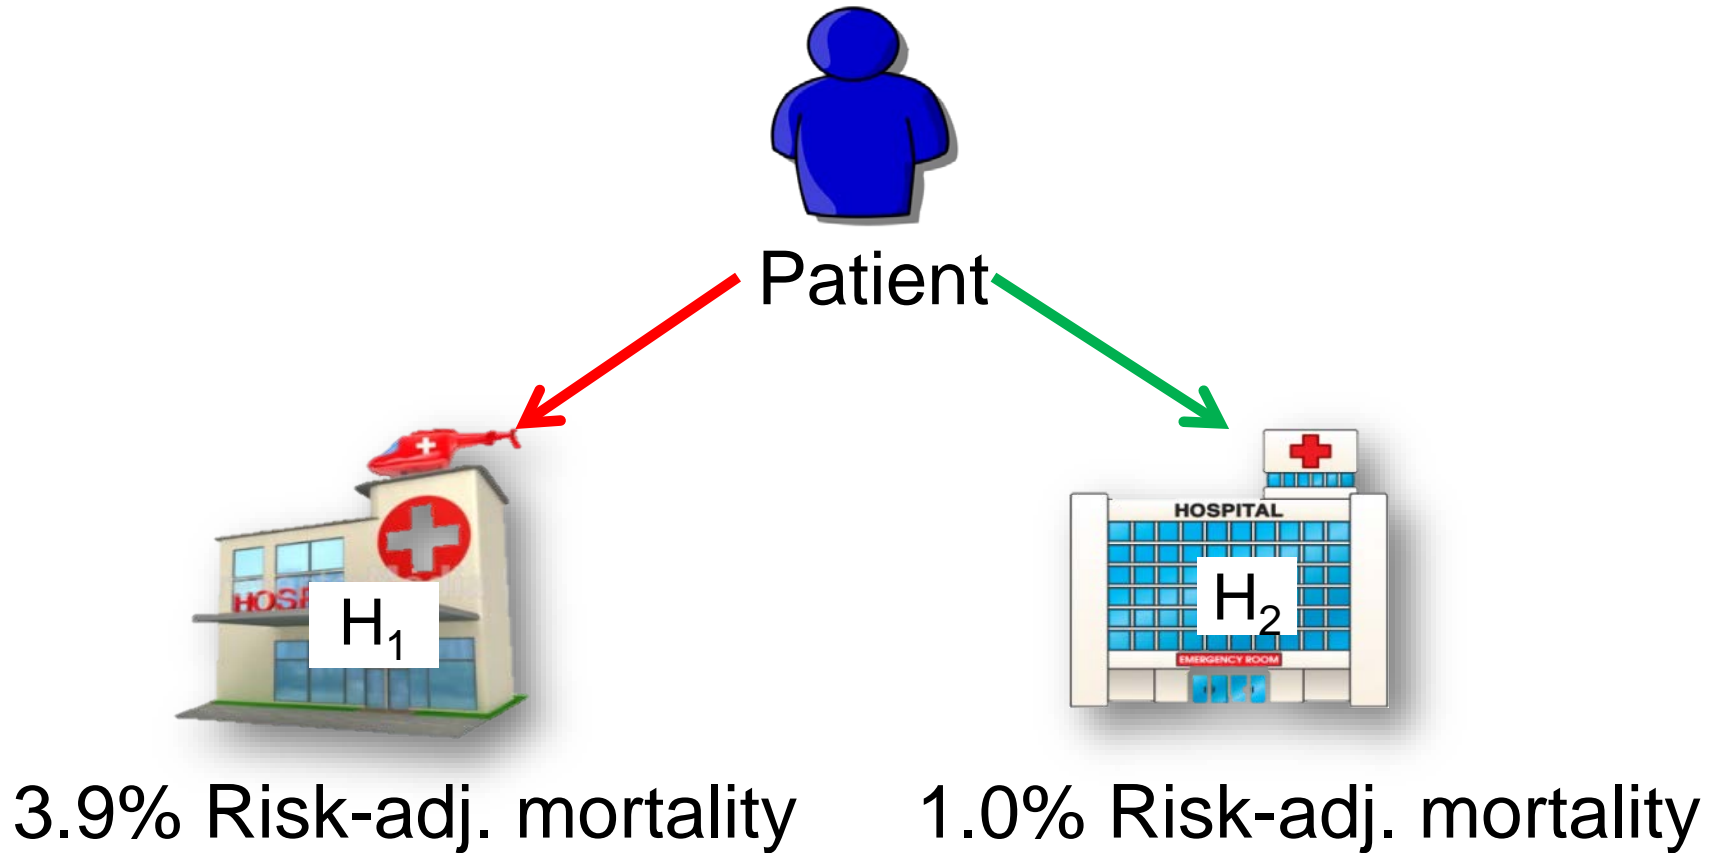 Patient
HOSPITAL
H₁
H₂
EMERGENCY ROOM
3.9% Risk-adj. mortality
1.0% Risk-adj. mortality